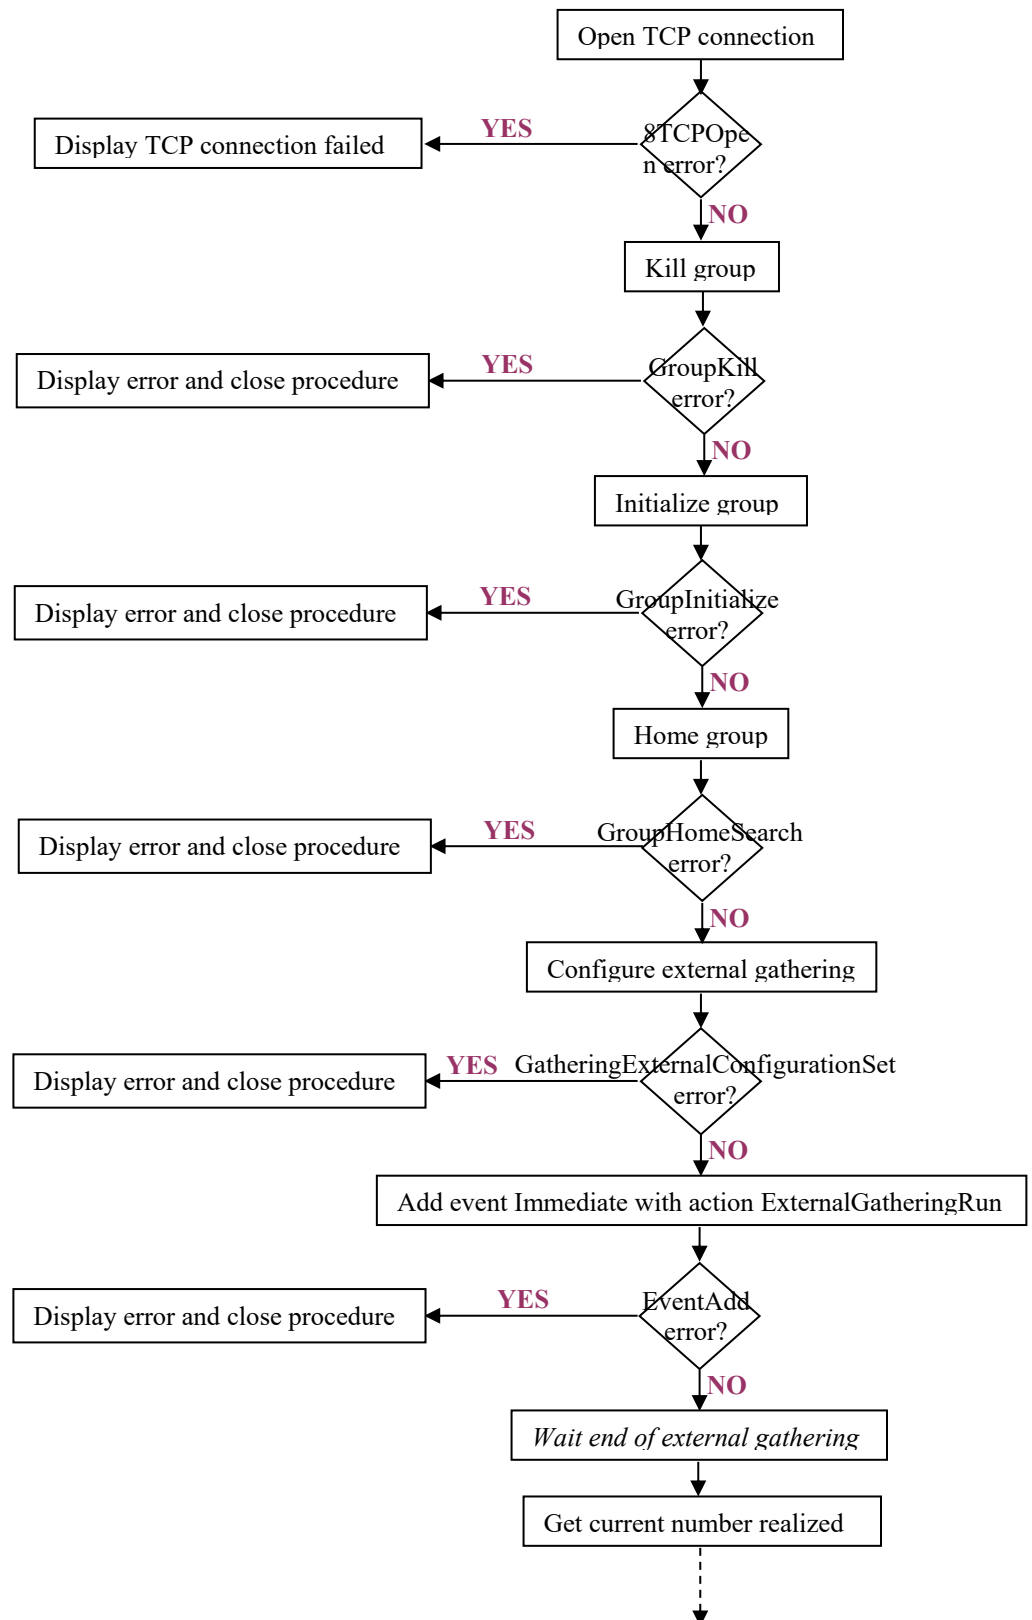 Open TCP connection
8TCPOpe
n error?
YES
Display TCP connection failed
NO
Kill group
GroupKill
error?
YES
Display error and close procedure
NO
Initialize group
GroupInitialize
error?
YES
Display error and close procedure
NO
Home group
GroupHomeSearch
error?
YES
Display error and close procedure
NO
Configure external gathering
GatheringExternalConfigurationSet
error?
YES
Display error and close procedure
NO
Add event Immediate with action ExternalGatheringRun
EventAdd
error?
YES
Display error and close procedure
NO
Wait end of external gathering
Get current number realized